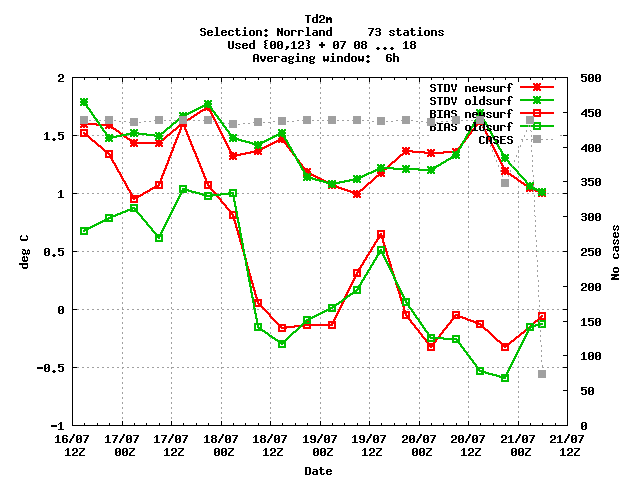 Td2m
Selection: Norrland     73 stations
Used {00,12} + 07 08 ... 18
Averaging window:  6h
STDV newsurf
STDV oldsurf
BIAS newsurf
BIAS oldsurf
CASES
2
1.5
1
0.5
0
-0.5
-1
deg C
500
450
400
350
300
250
200
150
100
50
0
No cases
16/07 17/07 17/07 18/07 18/07 19/07 19/07 20/07 20/07 21/07 21/07
12Z 00Z 12Z 00Z 12Z 00Z 12Z 00Z 12Z 00Z 12Z
Date